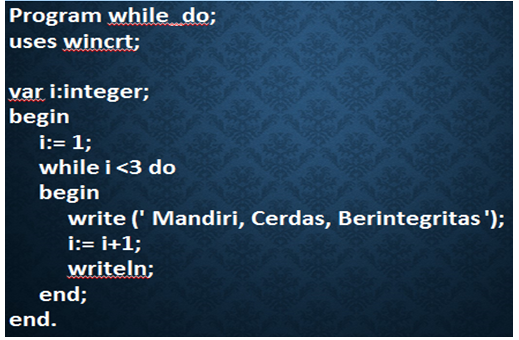 Program while_do;
uses wincrt;
var i:integer;
begin
i:= 1;
while i <3 do
begin
write (' Mandiri, Cerdas, Berintegritas ');
i:= i+1;
writeln;
end;
end.